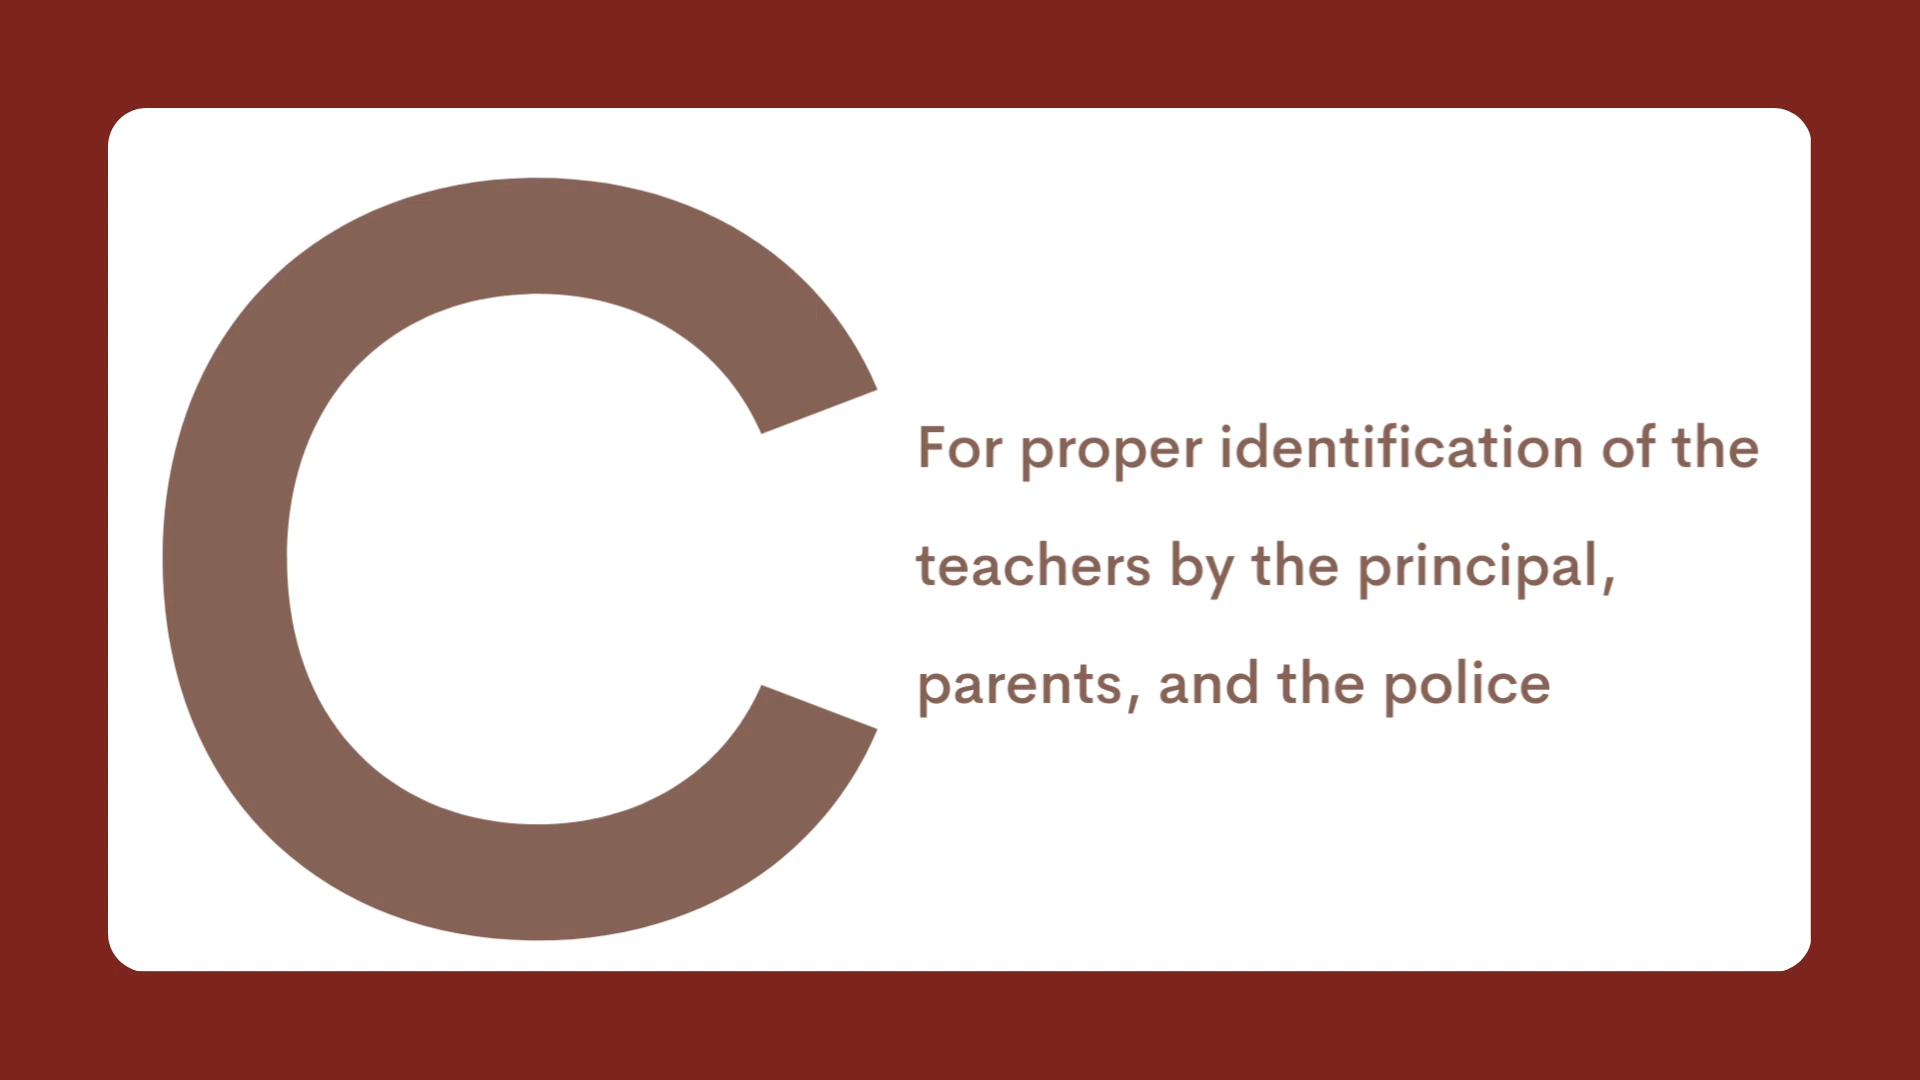 C
For proper identification of the
teachers by the principal,
parents, and the police